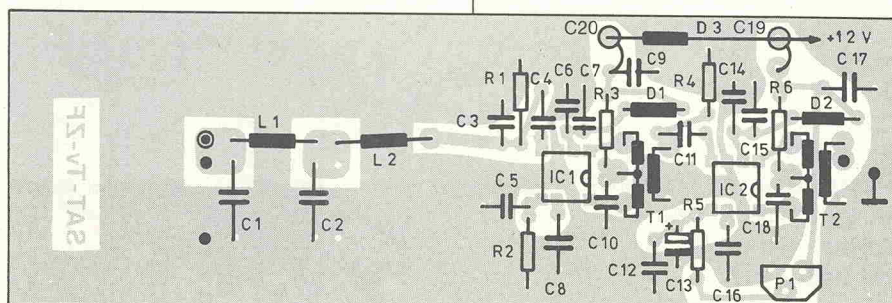 C20
D3
C19
+12V
C9
C17
R1
C4
C6
C7
R3
D1
R4
C14
R6
D2
C3
L1
L2
C11
C15
SAT-TV-ZF
IC1
IC2
C5
C1
C2
T1
R5
C18
T2
R2
C10
+
C8
C12
C13
C16
P1